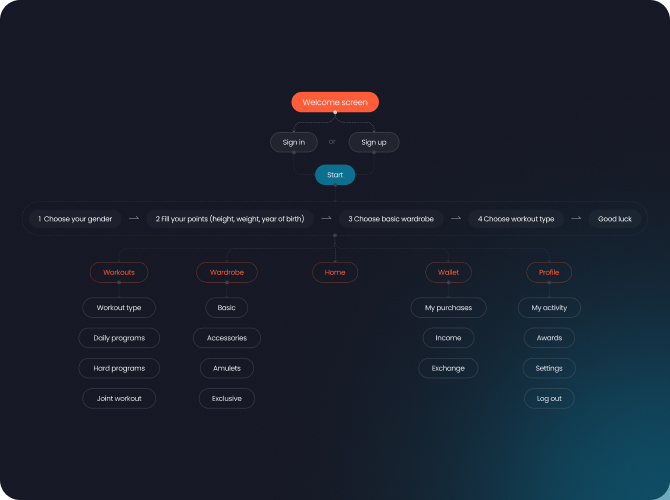 Welcome screen
Sign in or Sign up
Start
1 Choose your gender
2 Fill your points (height, weight, year of birth)
3 Choose basic wardrobe
4 Choose workout type
Good luck
Workouts
Workout type
Daily programs
Hard programs
Joint workout
Wardrobe
Basic
Accessories
Amulets
Exclusive
Home
Wallet
My purchases
Income
Exchange
Profile
My activity
Awards
Settings
Log out